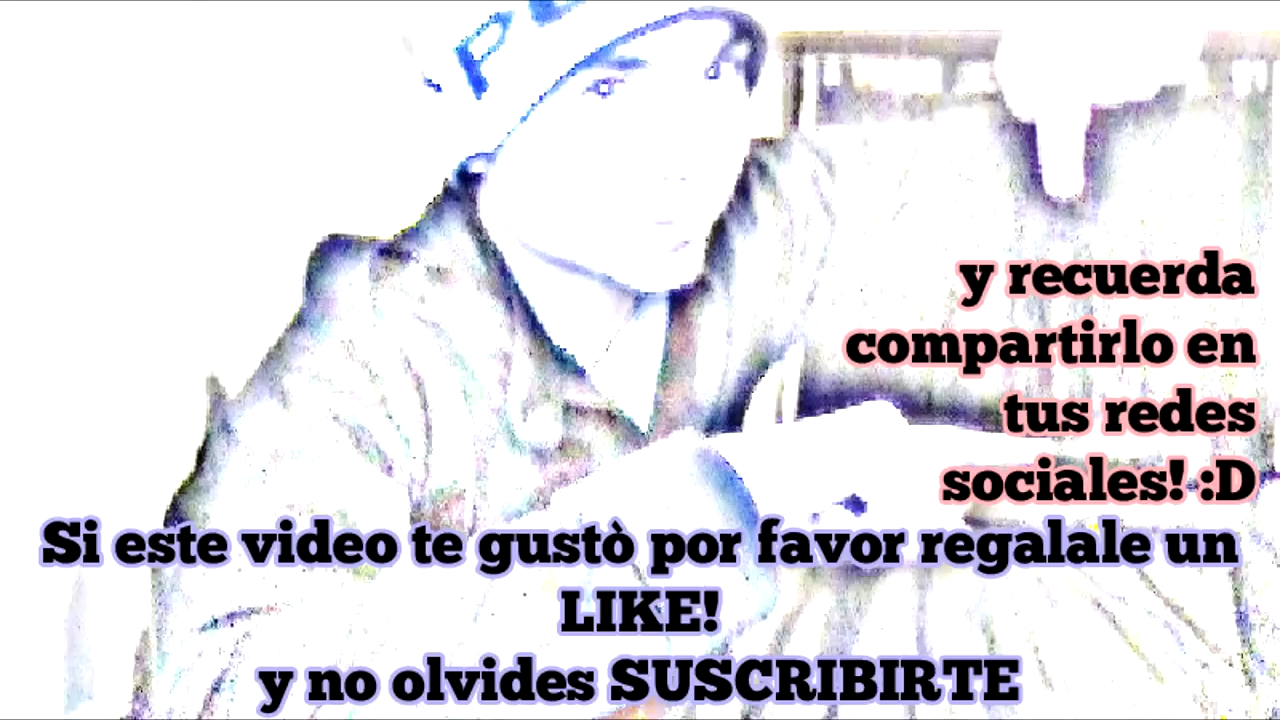 y recuerda
compartirlo en
tus redes
sociales! :D
Si este video te gustò por favor regalale un
LIKE!
y no olvides SUSCRIBIRTE